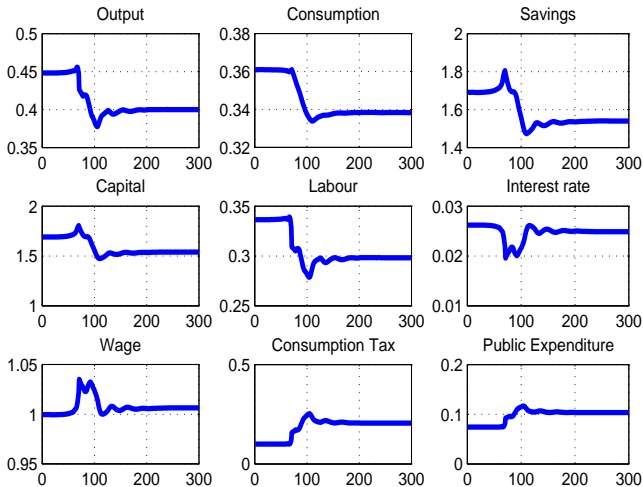 Output
0.5
0.45
0.4
0.35
0 100 200 300
Consumption
0.38
0.36
0.34
0.32
0 100 200 300
Savings
2
1.8
1.6
1.4
0 100 200 300
Capital
2
1.5
1
0 100 200 300
Labour
0.35
0.3
0.25
0 100 200 300
Interest rate
0.03
0.02
0.01
0 100 200 300
Wage
1.05
1
0.95
0 100 200 300
Consumption Tax
0.5
0
0 100 200 300
Public Expenditure
0.2
0.1
0
0 100 200 300